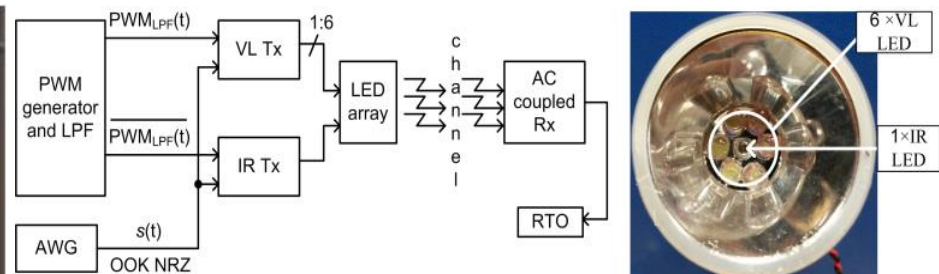 PWM_LPF(t)
1:6
VL Tx
PWM
generator
and LPF
PWM_LPF(t)
IR Tx
LED
array
channel
AC
coupled
Rx
RTO
AWG
s(t)
OOK NRZ
6 ×VL
LED
1×IR
LED